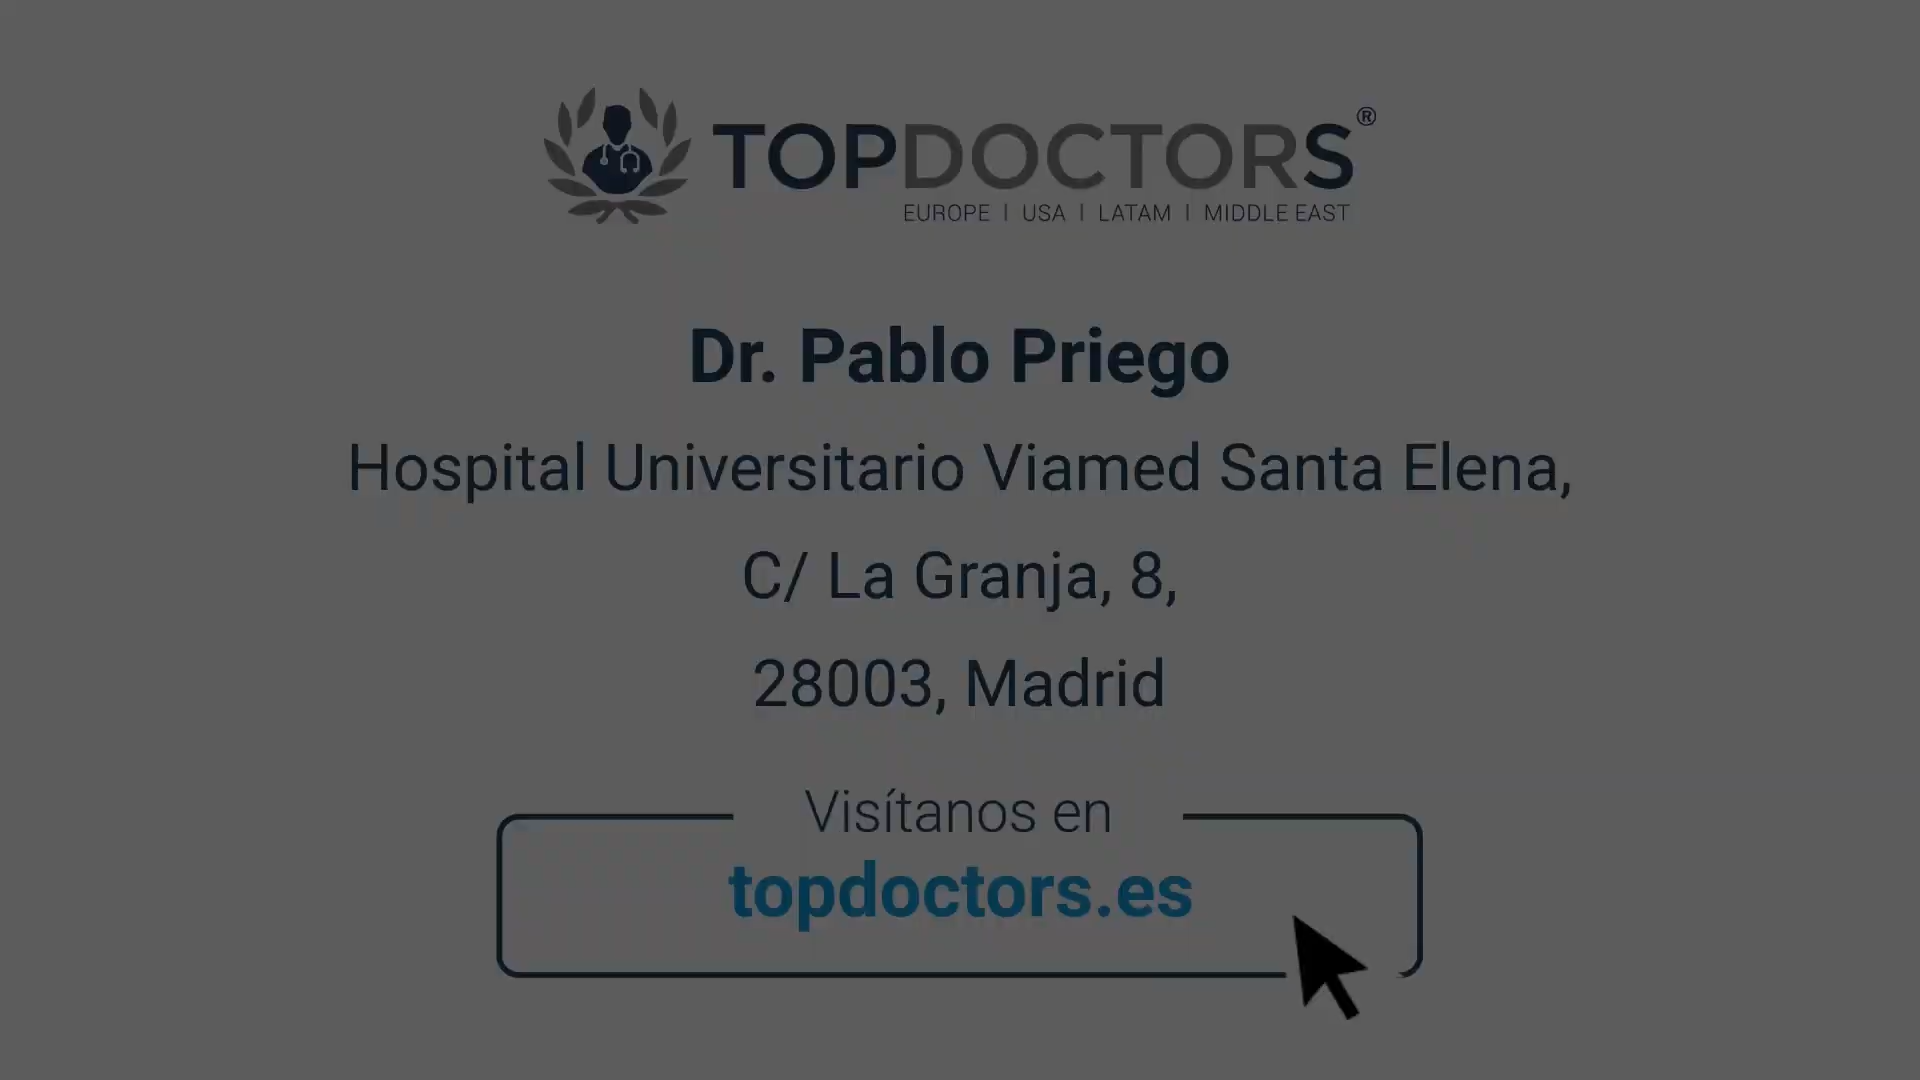 TOPDOCTORS®
EUROPE | USA | LATAM | MIDDLE EAST
Dr. Pablo Priego
Hospital Universitario Viamed Santa Elena,
C/ La Granja, 8,
28003, Madrid
Visítanos en
topdoctors.es